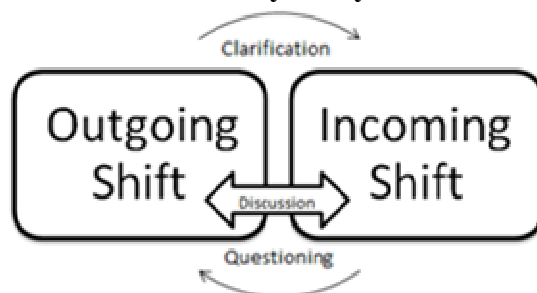 Clarification
Outgoing
Shift
Incoming
Shift
Discussion
Questioning